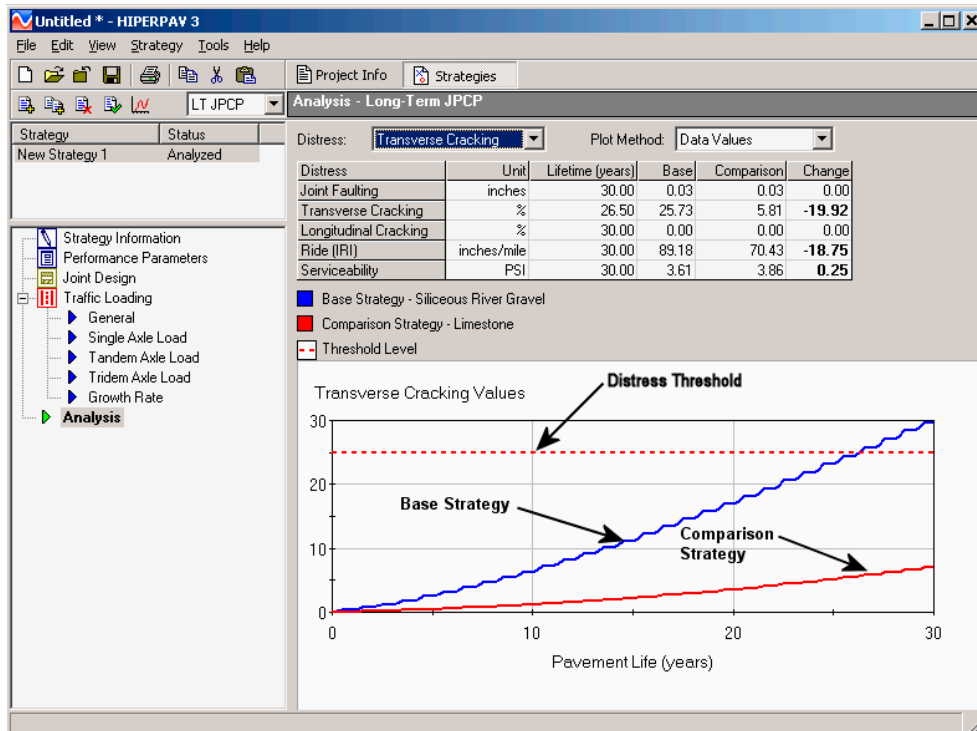 Untitled * - HIPERPAV 3
File Edit View Strategy Tools Help
Project Info Strategies
LT JPCP
Analysis - Long-Term JPCP
Strategy Status
New Strategy 1 Analyzed
Strategy Information
Performance Parameters
Joint Design
Traffic Loading
General
Single Axle Load
Tandem Axle Load
Tridem Axle Load
Growth Rate
Analysis
Distress: Transverse Cracking Plot Method: Data Values
Distress Unit Lifetime (years) Base Comparison Change
Joint Faulting inches 30.00 0.03 0.03 0.00
Transverse Cracking % 26.50 25.73 5.81 -19.92
Longitudinal Cracking % 30.00 0.00 0.00 0.00
Ride (IRI) inches/mile 30.00 89.18 70.43 -18.75
Serviceability PSI 30.00 3.61 3.86 0.25
Base Strategy - Siliceous River Gravel
Comparison Strategy - Limestone
Threshold Level
Distress Threshold
Transverse Cracking Values
30
20
Base Strategy
Comparison
Strategy
10
0
0 10 20 30
Pavement Life (years)